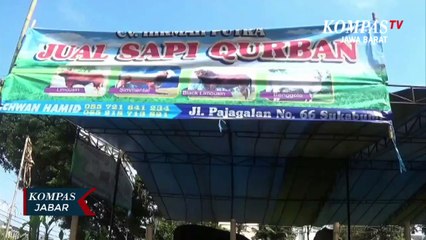 KOMPAS TV
JAWA BARAT
CV. HIKMAH PUTRA
JUAL SAPI QURBAN
Limousin
Simmental
Black Limousin
Jl. Pajagalan No. 66 Sukabumi
KOMPAS
JABAR